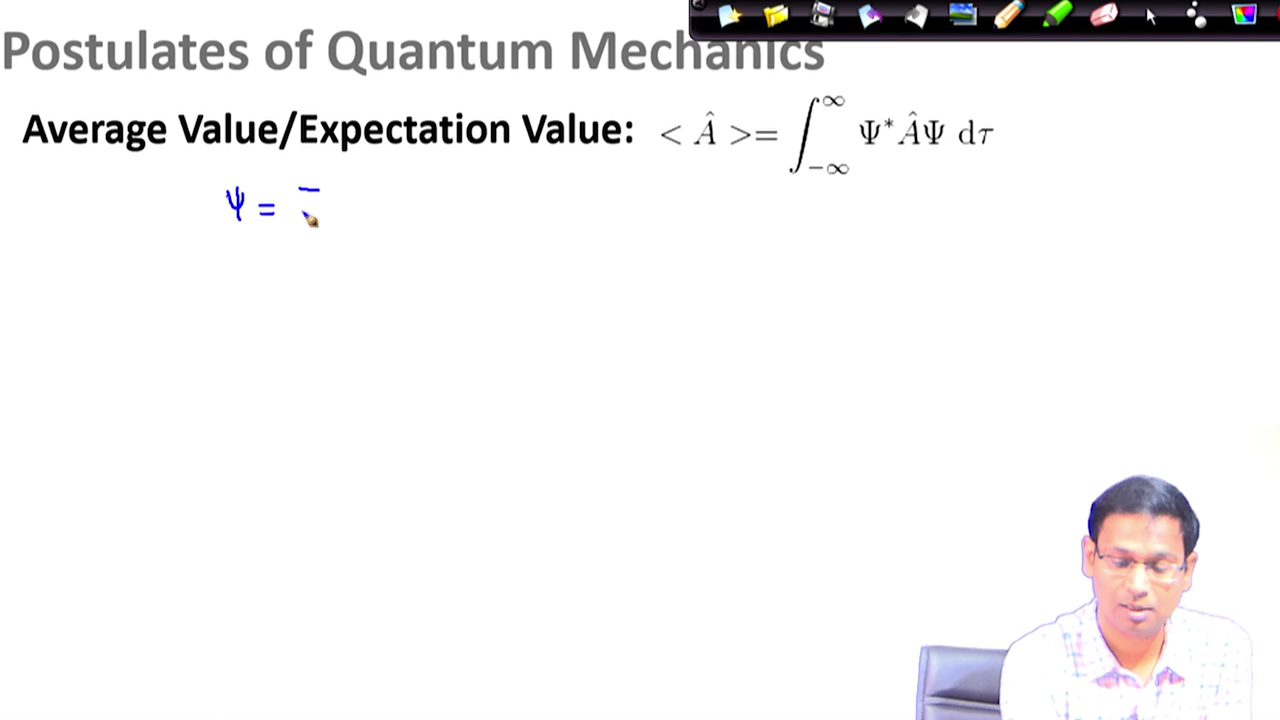 Postulates of Quantum Mechanics
Average Value/Expectation Value: < Â > = ∫_{-∞}^{∞} Ψ* Â Ψ dτ
Ψ =